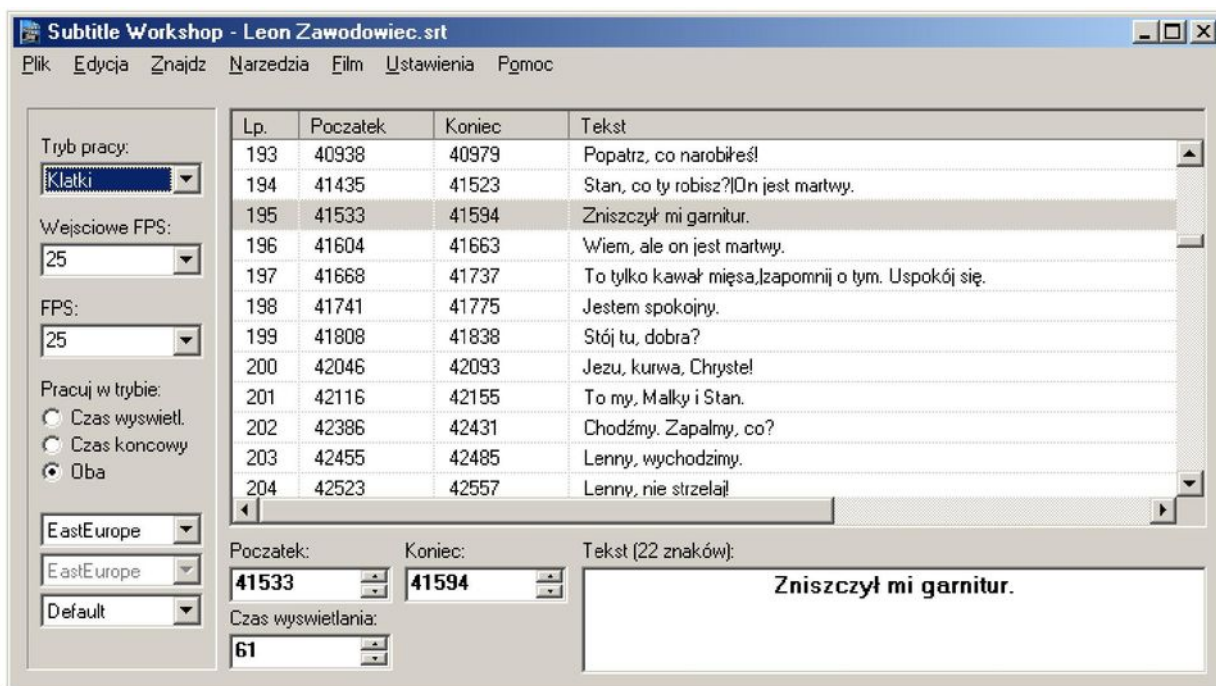 Subtitle Workshop - Leon Zawodowiec.srt
Plik Edycja Znajdz Narzedzia Film Ustawienia Pomoc
Tryb pracy:
Klatki
Wejsciowe FPS:
25
FPS:
25
Pracuj w trybie:
Czas wyswietl.
Czas koncowy
Oba
EastEurope
EastEurope
Default
Lp. Poczatek Koniec Tekst
193 40938 40979 Popatrz, co narobiłeś!
194 41435 41523 Stan, co ty robisz?|On jest martwy.
195 41533 41594 Zniszczył mi garnitur.
196 41604 41663 Wiem, ale on jest martwy.
197 41668 41737 To tylko kawał mięsa,|zapomnij o tym. Uspokój się.
198 41741 41775 Jestem spokojny.
199 41808 41838 Stój tu, dobra?
200 42046 42093 Jezu, kurwa, Chryste!
201 42116 42155 To my, Malky i Stan.
202 42386 42431 Chodźmy. Zapalmy, co?
203 42455 42485 Lenny, wychodzimy.
204 42523 42557 Lenny, nie strzelaj!
Poczatek: Koniec: Tekst (22 znaków):
41533 41594 Zniszczył mi garnitur.
Czas wyswietlania:
61